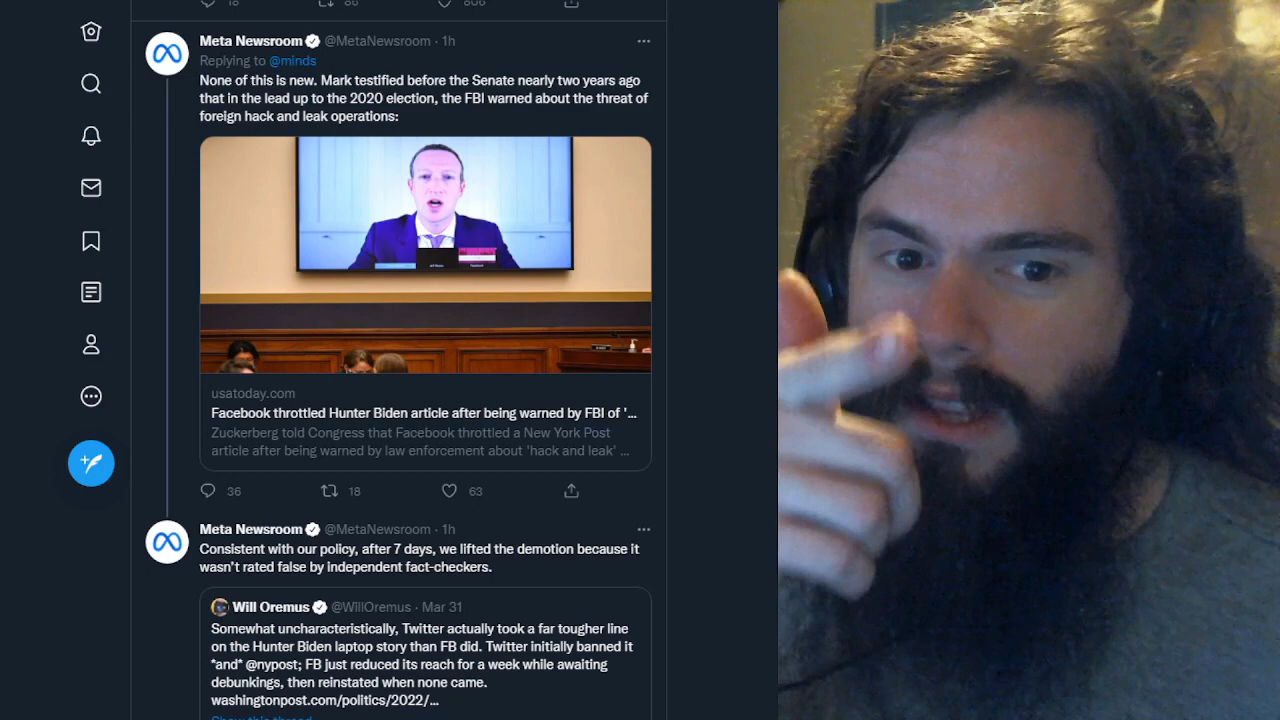 18
86
806
Meta Newsroom @MetaNewsroom · 1h
Replying to @minds
None of this is new. Mark testified before the Senate nearly two years ago
that in the lead up to the 2020 election, the FBI warned about the threat of
foreign hack and leak operations:
usatoday.com
Facebook throttled Hunter Biden article after being warned by FBI of '...
Zuckerberg told Congress that Facebook throttled a New York Post
article after being warned by law enforcement about 'hack and leak' ...
36
18
63
Meta Newsroom @MetaNewsroom · 1h
Consistent with our policy, after 7 days, we lifted the demotion because it
wasn't rated false by independent fact-checkers.
Will Oremus @WillOremus · Mar 31
Somewhat uncharacteristically, Twitter actually took a far tougher line
on the Hunter Biden laptop story than FB did. Twitter initially banned it
*and* @nypost; FB just reduced its reach for a week while awaiting
debunkings, then reinstated when none came.
washingtonpost.com/politics/2022/...
Show this thread